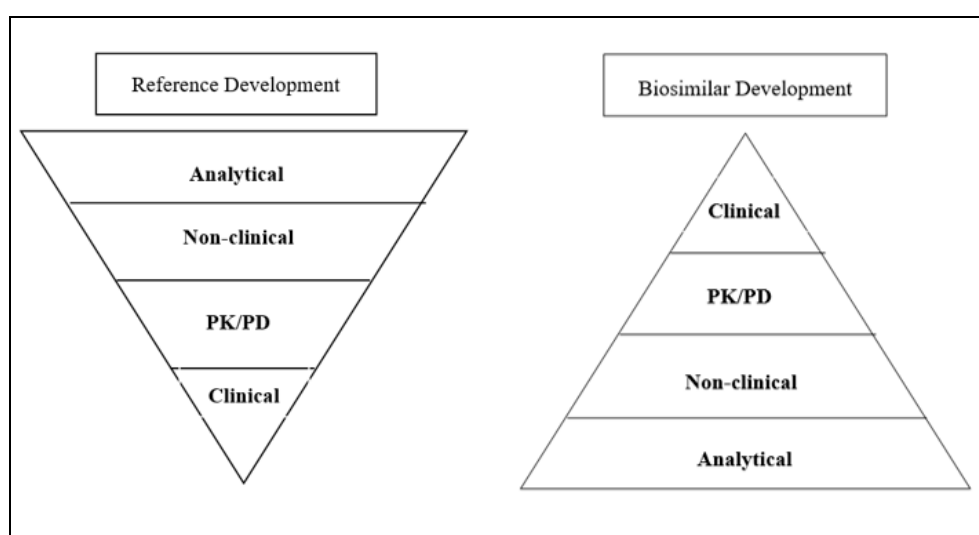 Reference Development
Analytical
Non-clinical
PK/PD
Clinical
Biosimilar Development
Clinical
PK/PD
Non-clinical
Analytical